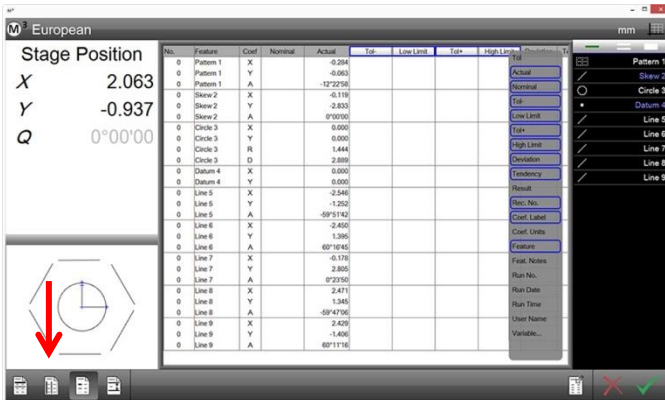 M³
M³ European mm
Stage Position
X 2.063
Y -0.937
Q 0°00'00
No. Feature Coef Nominal Actual Tol- Low Limit Tol+ High Limit Deviation
0 Pattern 1 X -0.284
0 Pattern 1 Y -0.063
0 Pattern 1 A -12°22'58
0 Skew 2 X -0.119
0 Skew 2 Y -2.833
0 Skew 2 A 0°00'00
0 Circle 3 X 0.000
0 Circle 3 Y 0.000
0 Circle 3 R 1.444
0 Circle 3 D 2.889
0 Datum 4 X 0.000
0 Datum 4 Y 0.000
0 Line 5 X -2.546
0 Line 5 Y -1.252
0 Line 5 A -59°51'42
0 Line 6 X -2.450
0 Line 6 Y 1.395
0 Line 6 A 60°16'45
0 Line 7 X -0.178
0 Line 7 Y 2.805
0 Line 7 A 0°23'50
0 Line 8 X 2.471
0 Line 8 Y 1.345
0 Line 8 A -59°47'06
0 Line 9 X 2.429
0 Line 9 Y -1.406
0 Line 9 A 60°11'16
Tol
Actual
Nominal
Tol-
Low Limit
Tol+
High Limit
Deviation
Tendency
Result
Rec. No.
Coef. Label
Coef. Units
Feature
Feat. Notes
Run No.
Run Date
Run Time
User Name
Variable...
Pattern 1
Skew 2
Circle 3
Datum 4
Line 5
Line 6
Line 7
Line 8
Line 9